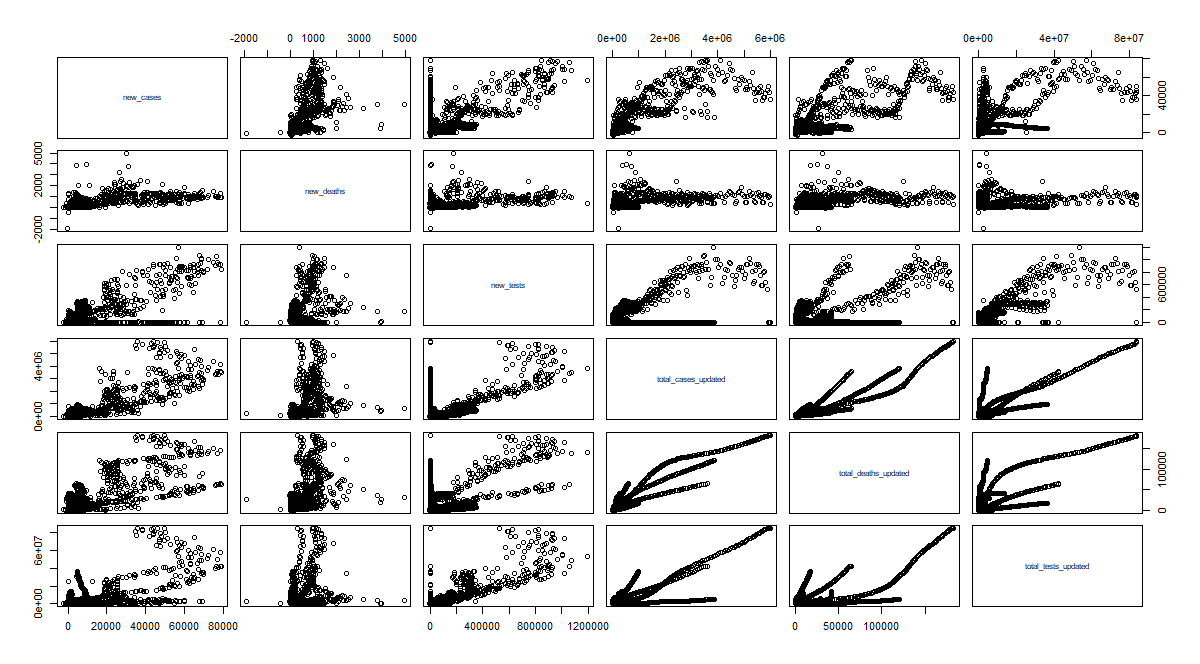 -2000 0 1000 3000 5000 0e+00 2e+06 4e+06 6e+06 0e+00 4e+07 8e+07
new_cases
0 40000
new_deaths
-2000 2000 5000
new_tests
0 600000
total_cases_updated
0e+00 4e+06
total_deaths_updated
0 100000
total_tests_updated
0e+00 6e+07
0 20000 40000 60000 80000 0 400000 800000 1200000 0 50000 100000